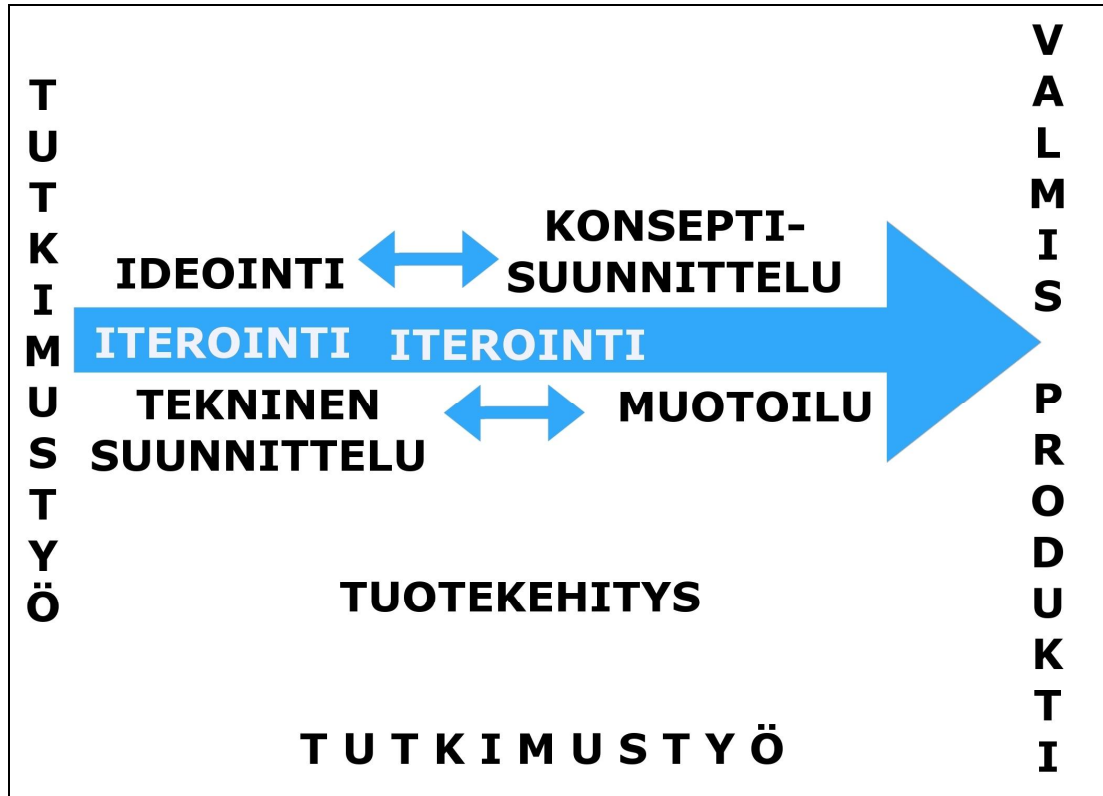 TUTKIMUSTYÖ
IDEOINTI
KONSEPTI-
SUUNNITTELU
ITEROINTI ITEROINTI
TEKNINEN
SUUNNITTELU
MUOTOILU
TUOTEKEHITYS
TUTKIMUSTYÖ
VALMIS PRODUKTI